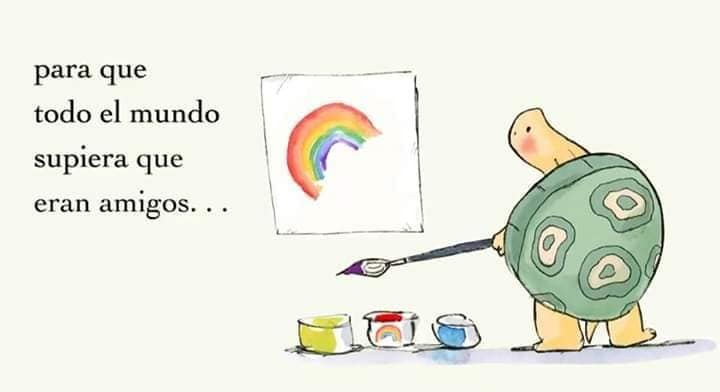 para que
todo el mundo
supiera que
eran amigos. . .